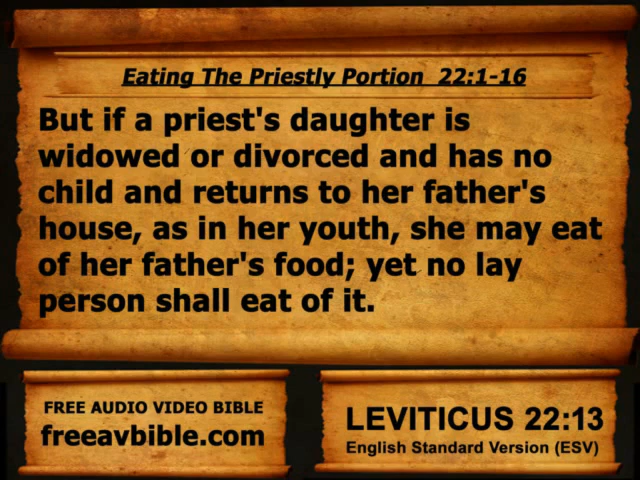 Eating The Priestly Portion  22:1-16
But if a priest's daughter is
widowed or divorced and has no
child and returns to her father's
house, as in her youth, she may eat
of her father's food; yet no lay
person shall eat of it.
FREE AUDIO VIDEO BIBLE
freeavbible.com
LEVITICUS 22:13
English Standard Version (ESV)